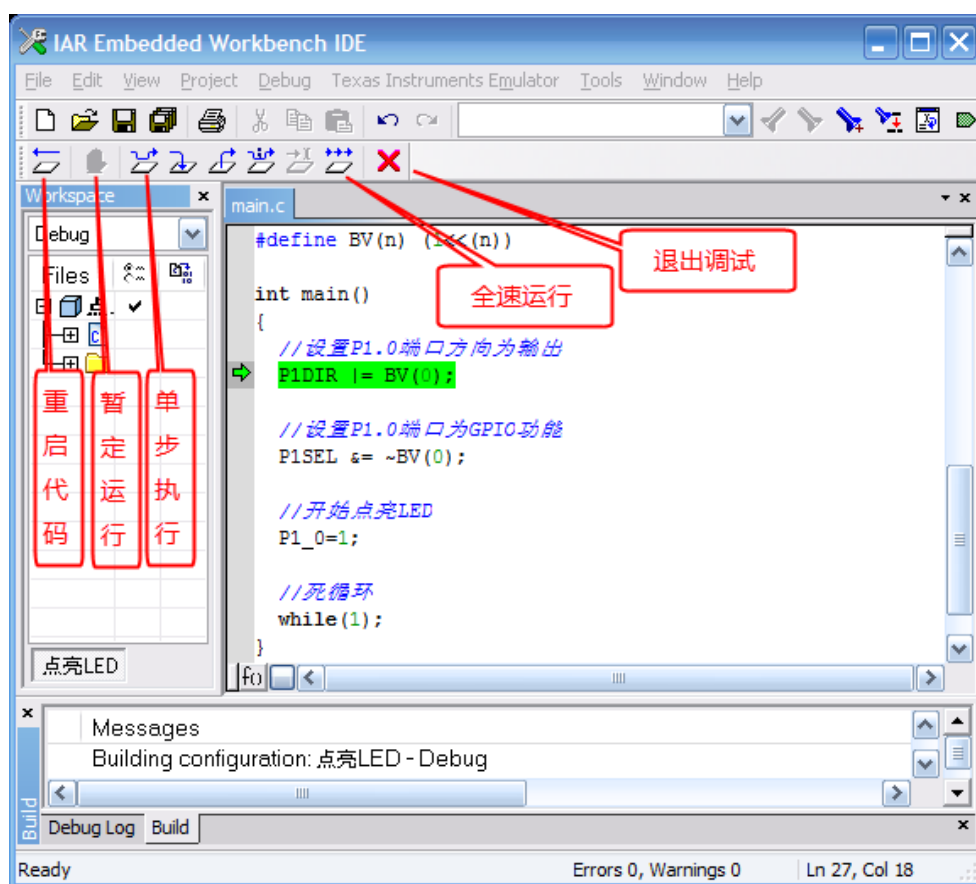 IAR Embedded Workbench IDE
File Edit View Project Debug Texas Instruments Emulator Tools Window Help
Workspace
main.c
Debug
Files
点.
#define BV(n) (1<<(n))
int main()
{
//设置P1.0端口方向为输出
P1DIR |= BV(0);
//设置P1.0端口为GPIO功能
P1SEL &= ~BV(0);
//开始点亮LED
P1_0=1;
//死循环
while(1);
}
退出调试
全速运行
重启代码
暂定运行
单步执行
点亮LED
Messages
Building configuration: 点亮LED - Debug
Build
Debug Log Build
Ready
Errors 0, Warnings 0
Ln 27, Col 18